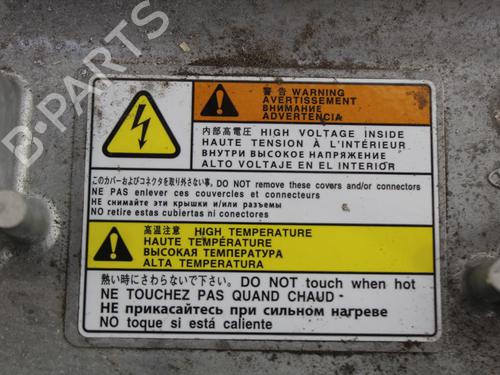 B-PARTS
警告 WARNING
AVERTISSEMENT
ВНИМАНИЕ
ADVERTENCIA
内部高電圧 HIGH VOLTAGE INSIDE
HAUTE TENSION À L'INTÉRIEUR
ВНУТРИ ВЫСОКОЕ НАПРЯЖЕНИЕ
ALTO VOLTAJE EN EL INTERIOR
このカバーおよびコネクタを取り外さない事。DO NOT remove these covers and/or connectors
NE PAS enlever ces couvercles et connecteurs
НЕ снимайте эти крышки и/или разъемы
NO retire estas cubiertas ni conectores
高温注意 HIGH TEMPERATURE
HAUTE TEMPÉRATURE
ВЫСОКАЯ ТЕМПЕРАТУРА
ALTA TEMPERATURA
熱い時にさわらないで下さい。DO NOT touch when hot
NE TOUCHEZ PAS QUAND CHAUD
НЕ прикасайтесь при сильном нагреве
NO toque si está caliente
B-PARTS